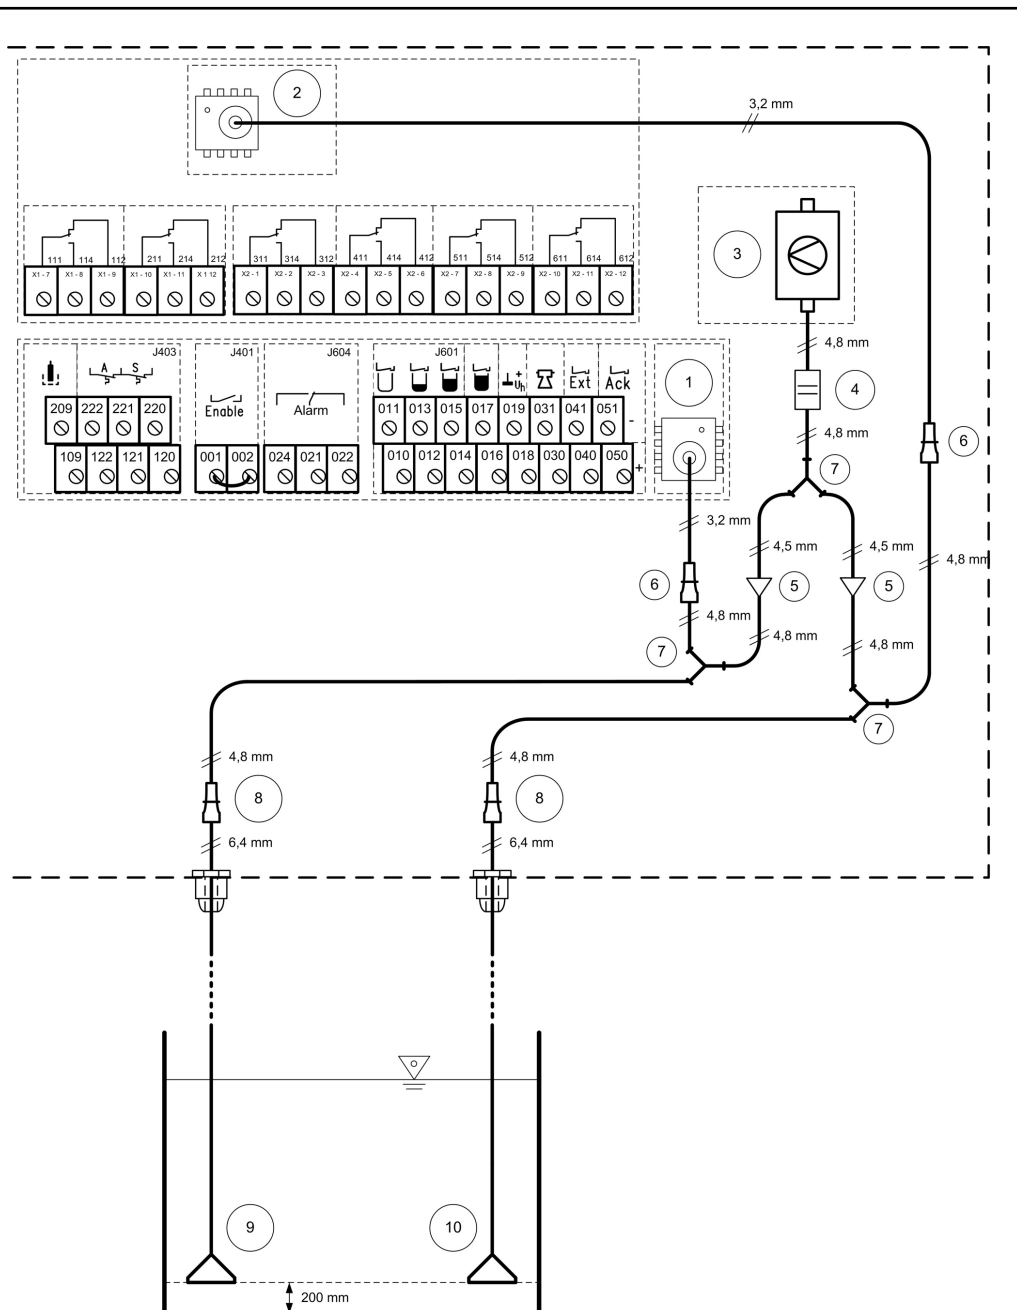 2
3,2 mm
3
111 114 112 211 214 212 311 314 312 411 414 412 511 514 512 611 614 612
X1 - 7 X1 - 8 X1 - 9 X1 - 10 X1 - 11 X 1 12 X2 - 1 X2 - 2 X2 - 3 X2 - 4 X2 - 5 X2 - 6 X2 - 7 X2 - 8 X2 - 9 X2 - 10 X2 - 11 X2 - 12
4,8 mm
J403 J401 J604 J601
A S
Enable
Alarm
+
Uh
Ext Ack
1
4
209 222 221 220
011 013 015 017 019 031 041 051
-
4,8 mm
6
109 122 121 120 001 002 024 021 022
010 012 014 016 018 030 040 050
+
7
3,2 mm
4,5 mm 4,5 mm
4,8 mm
6
5
5
4,8 mm
4,8 mm
4,8 mm
7
7
4,8 mm 4,8 mm
8 8
6,4 mm 6,4 mm
9 10
200 mm